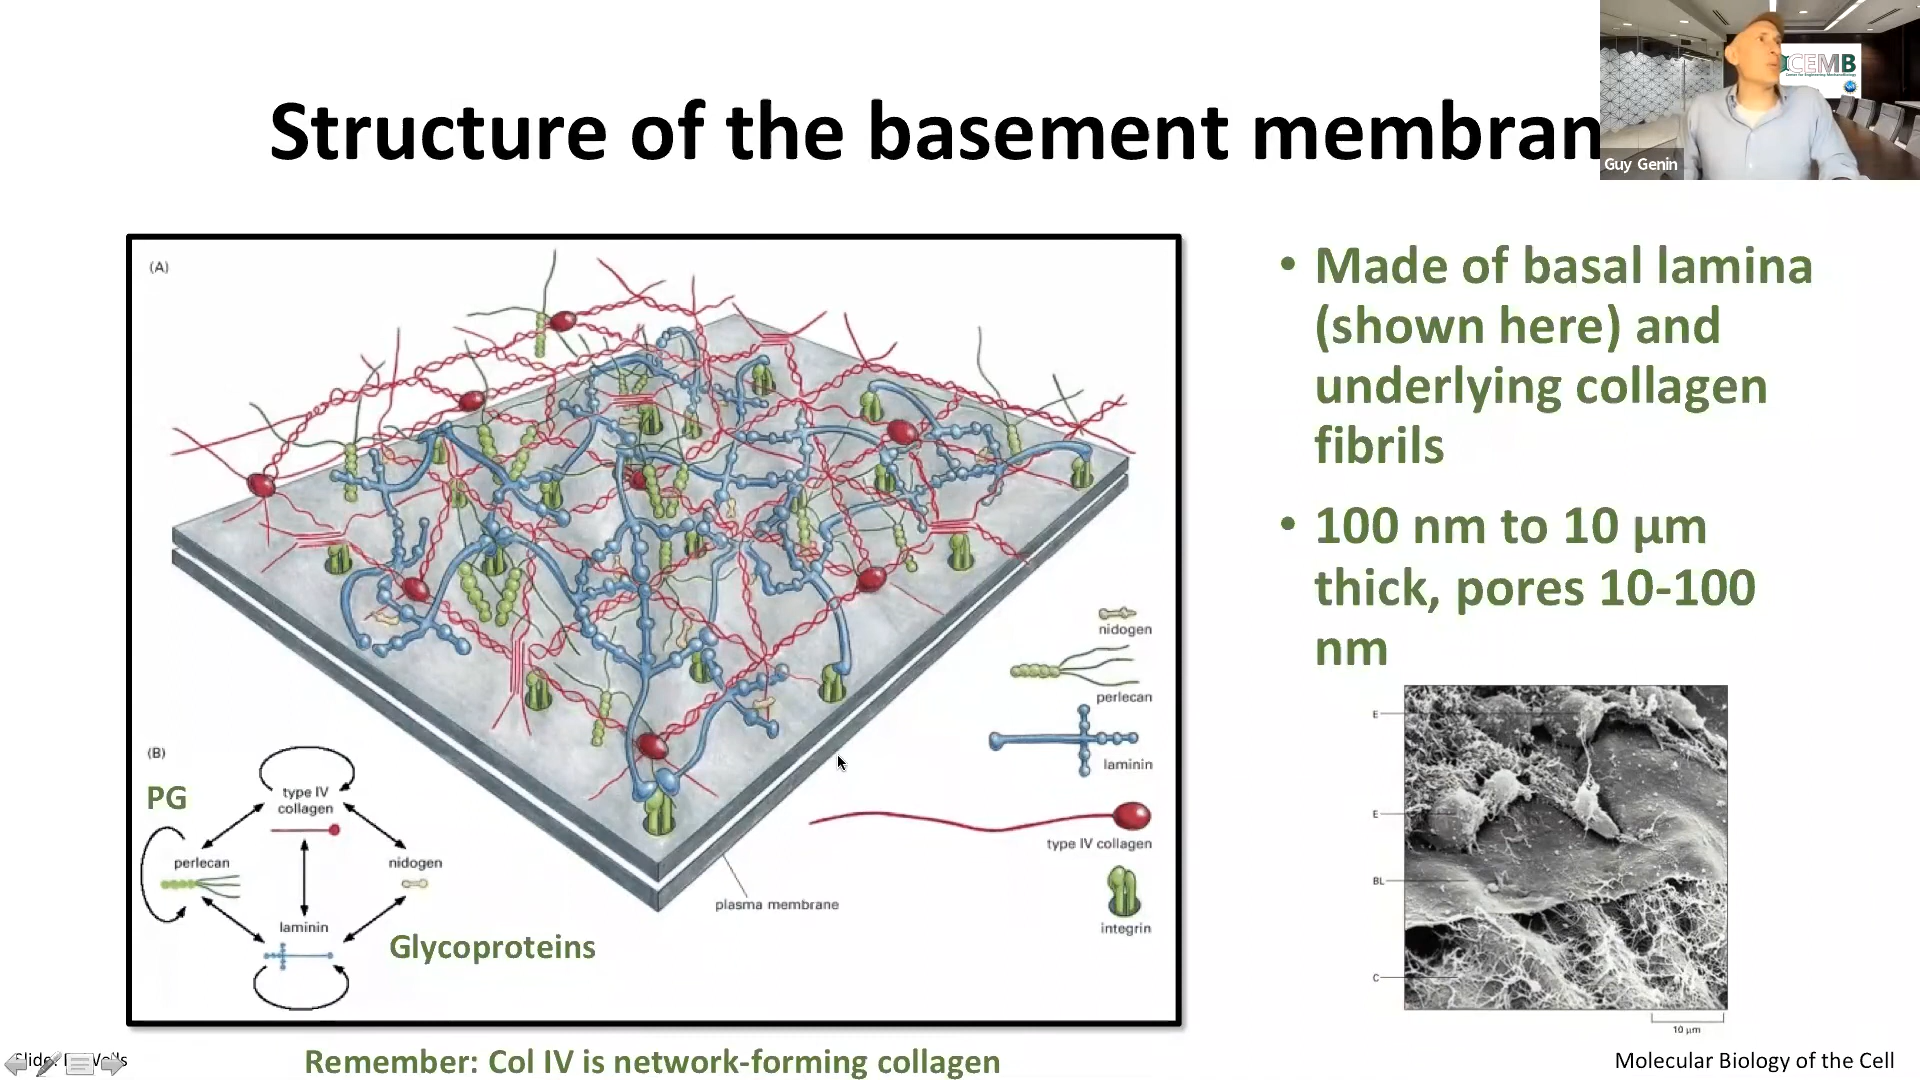 Structure of the basement membran
CEMB
Guy Genin
(A)
• Made of basal lamina
(shown here) and
underlying collagen
fibrils
• 100 nm to 10 µm
thick, pores 10-100
nm
nidogen
perlecan
laminin
type IV collagen
integrin
plasma membrane
(B)
PG
type IV
collagen
perlecan
nidogen
laminin
Glycoproteins
E
E
BL
C
10 µm
Remember: Col IV is network-forming collagen
Molecular Biology of the Cell